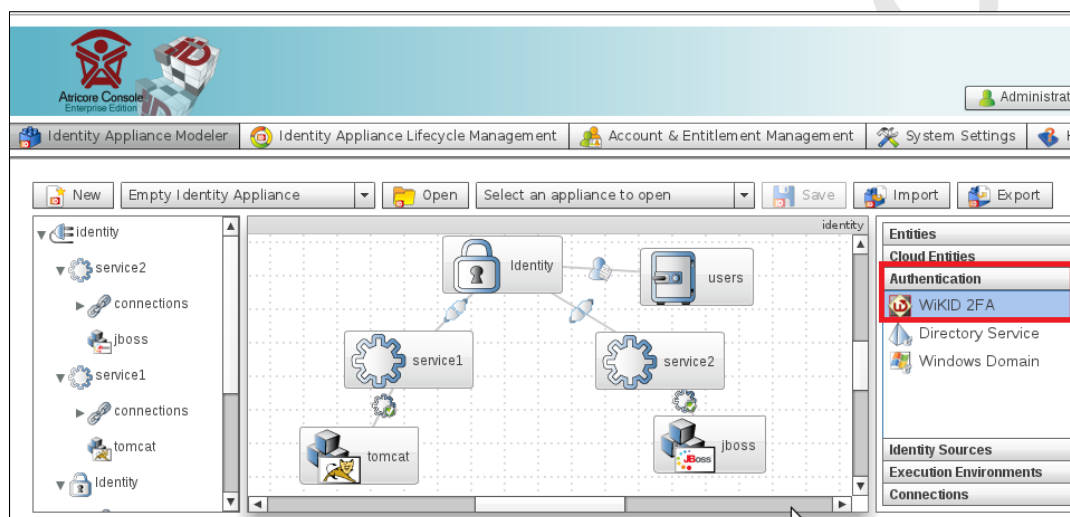 Atricore Console
Enterprise Edition
Administrat
Identity Appliance Modeler
Identity Appliance Lifecycle Management
Account & Entitlement Management
System Settings
H
New
Empty Identity Appliance
Open
Select an appliance to open
Save
Import
Export
identity
service2
connections
jboss
service1
connections
tomcat
Identity
identity
Identity
users
service1
service2
tomcat
JBoss
jboss
Entities
Cloud Entities
Authentication
WiKID 2FA
Directory Service
Windows Domain
Identity Sources
Execution Environments
Connections